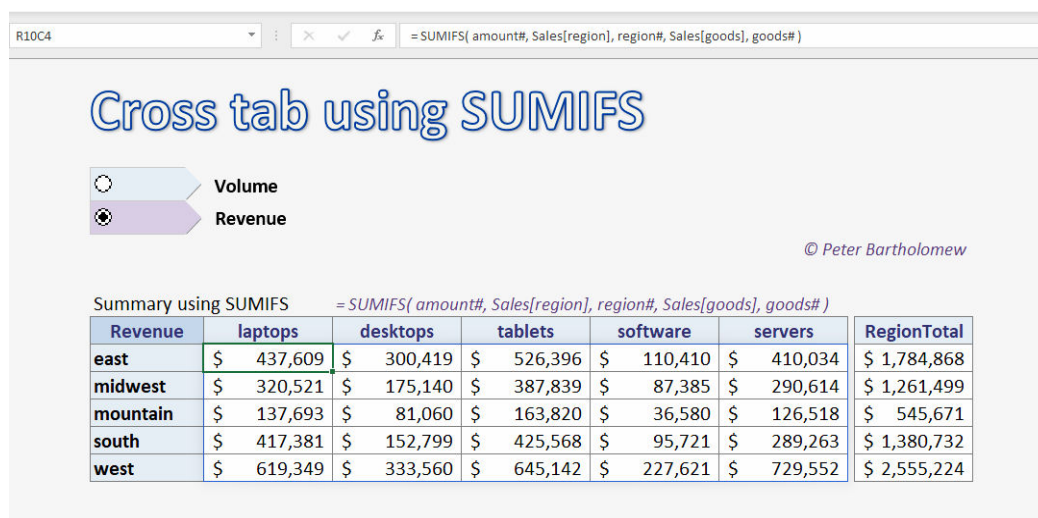 R10C4 fx = SUMIFS( amount#, Sales[region], region#, Sales[goods], goods# )
Cross tab using SUMIFS
Volume
Revenue
© Peter Bartholomew
Summary using SUMIFS = SUMIFS( amount#, Sales[region], region#, Sales[goods], goods# )
Revenue laptops desktops tablets software servers RegionTotal
east $ 437,609 $ 300,419 $ 526,396 $ 110,410 $ 410,034 $ 1,784,868
midwest $ 320,521 $ 175,140 $ 387,839 $ 87,385 $ 290,614 $ 1,261,499
mountain $ 137,693 $ 81,060 $ 163,820 $ 36,580 $ 126,518 $ 545,671
south $ 417,381 $ 152,799 $ 425,568 $ 95,721 $ 289,263 $ 1,380,732
west $ 619,349 $ 333,560 $ 645,142 $ 227,621 $ 729,552 $ 2,555,224